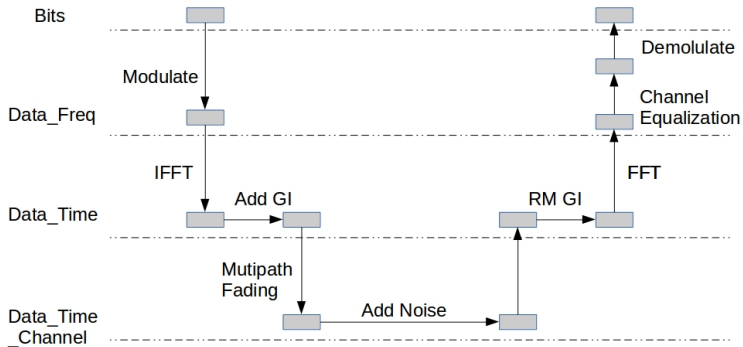 Bits
Demolulate
Modulate
Channel
Equalization
Data_Freq
IFFT
FFT
Add GI
RM GI
Data_Time
Mutipath
Fading
Add Noise
Data_Time
_Channel